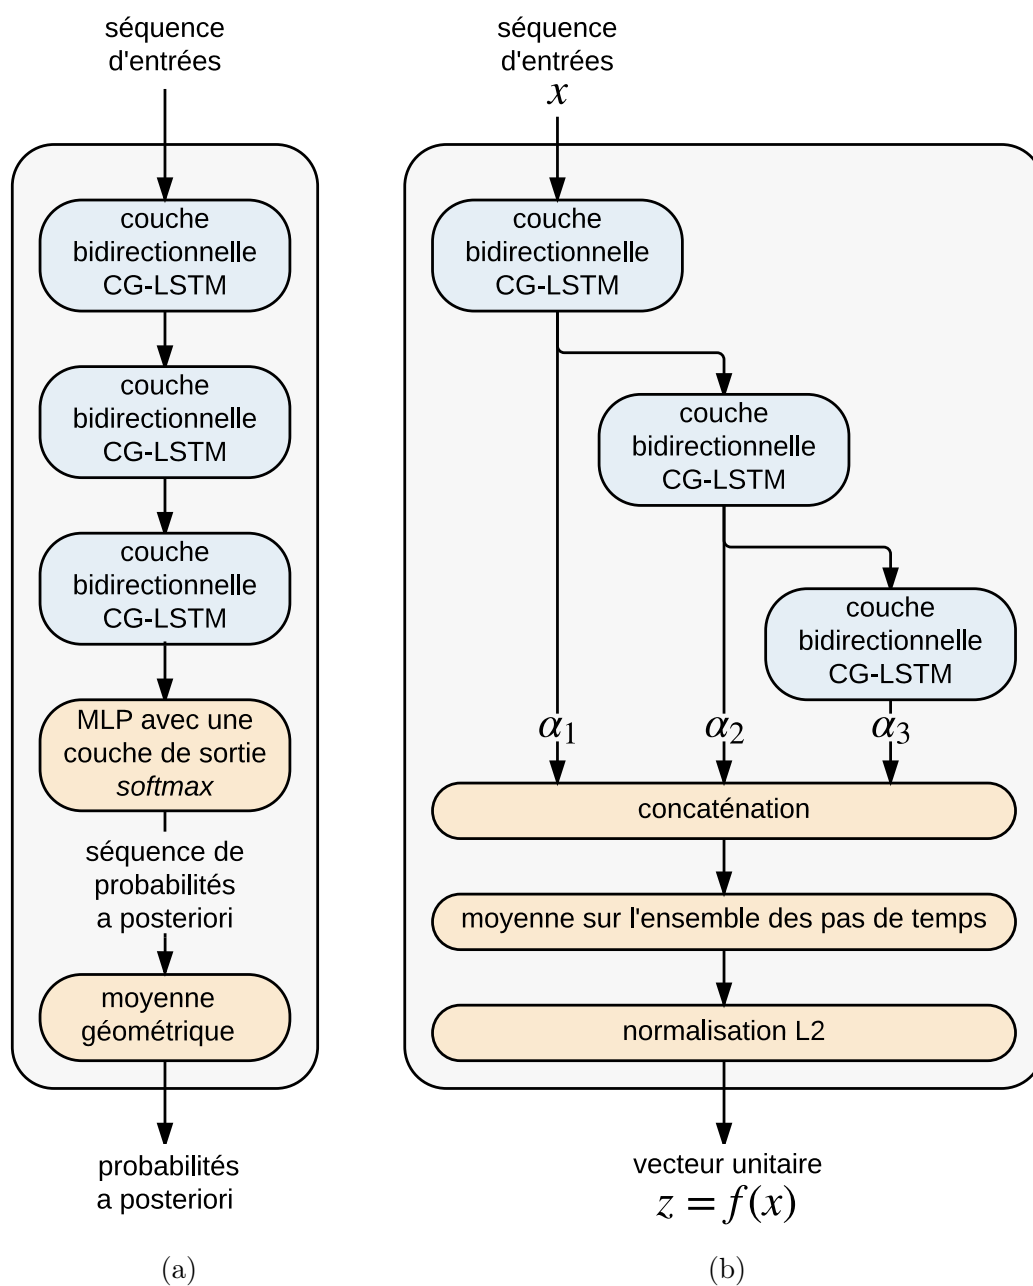 séquence
d'entrées
couche
bidirectionnelle
CG-LSTM
couche
bidirectionnelle
CG-LSTM
couche
bidirectionnelle
CG-LSTM
MLP avec une
couche de sortie
softmax
séquence de
probabilités
a posteriori
moyenne
géométrique
probabilités
a posteriori
(a)
séquence
d'entrées
x
couche
bidirectionnelle
CG-LSTM
couche
bidirectionnelle
CG-LSTM
couche
bidirectionnelle
CG-LSTM
α₁ α₂ α₃
concaténation
moyenne sur l'ensemble des pas de temps
normalisation L2
vecteur unitaire
z = f(x)
(b)